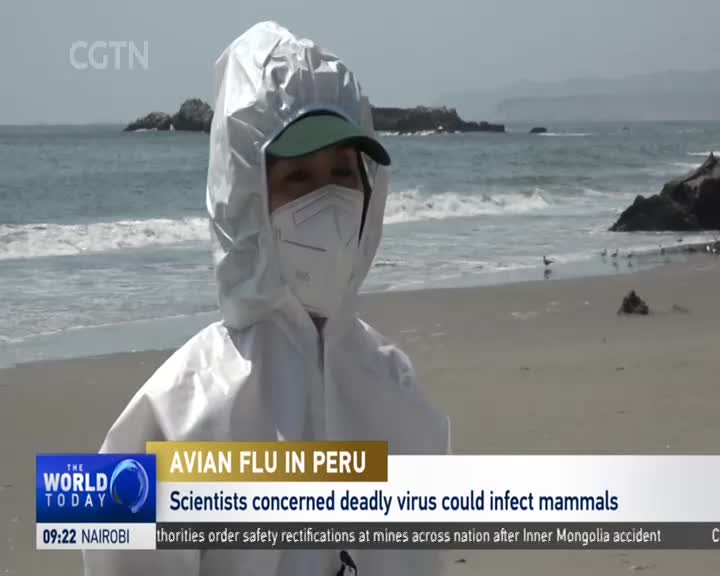 CGTN
AVIAN FLU IN PERU
THE
WORLD
TODAY
Scientists concerned deadly virus could infect mammals
09:22 NAIROBI
thorities order safety rectifications at mines across nation after Inner Mongolia accident
C